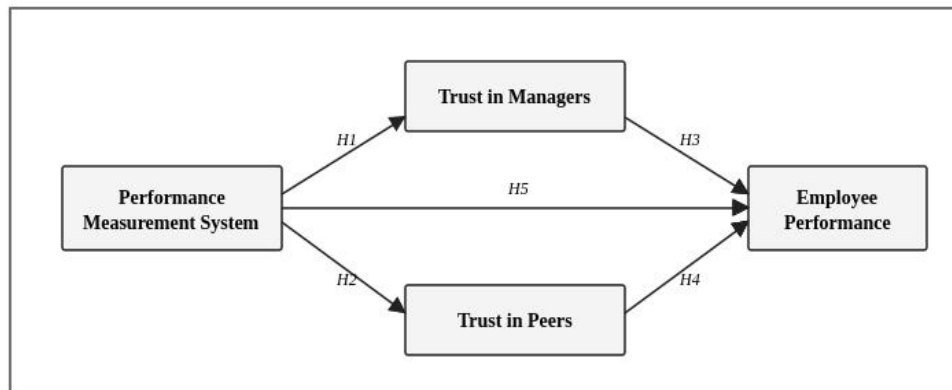 Trust in Managers
H1
H3
Performance
Measurement System
H5
Employee
Performance
H2
H4
Trust in Peers